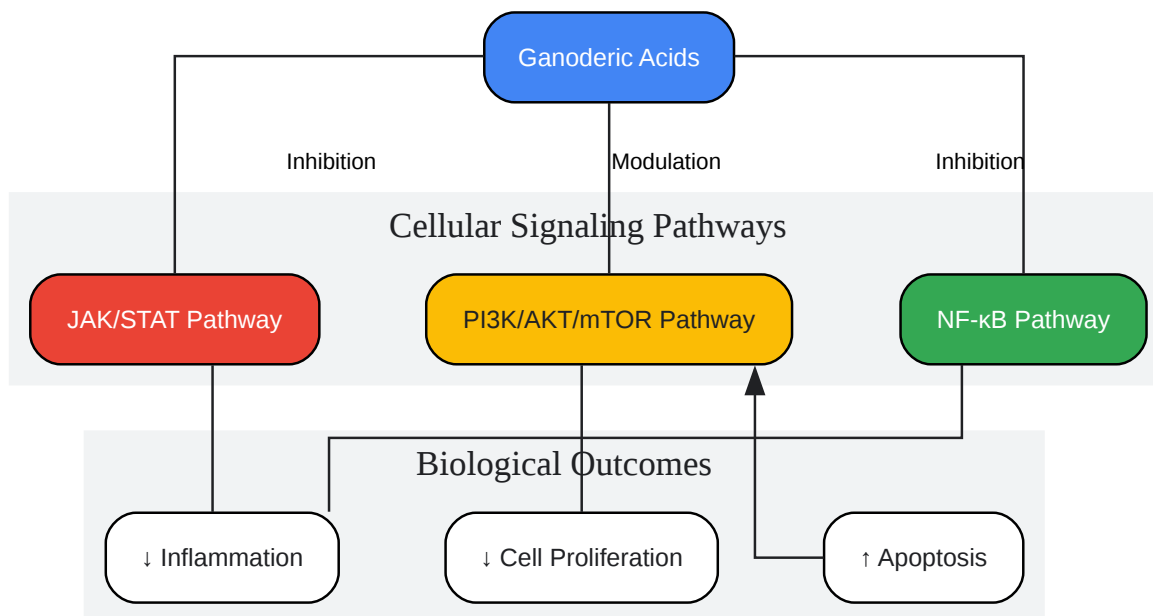 Ganoderic Acids
Inhibition
Modulation
Inhibition
Cellular Signaling Pathways
JAK/STAT Pathway
PI3K/AKT/mTOR Pathway
NF-κB Pathway
Biological Outcomes
↓ Inflammation
↓ Cell Proliferation
↑ Apoptosis